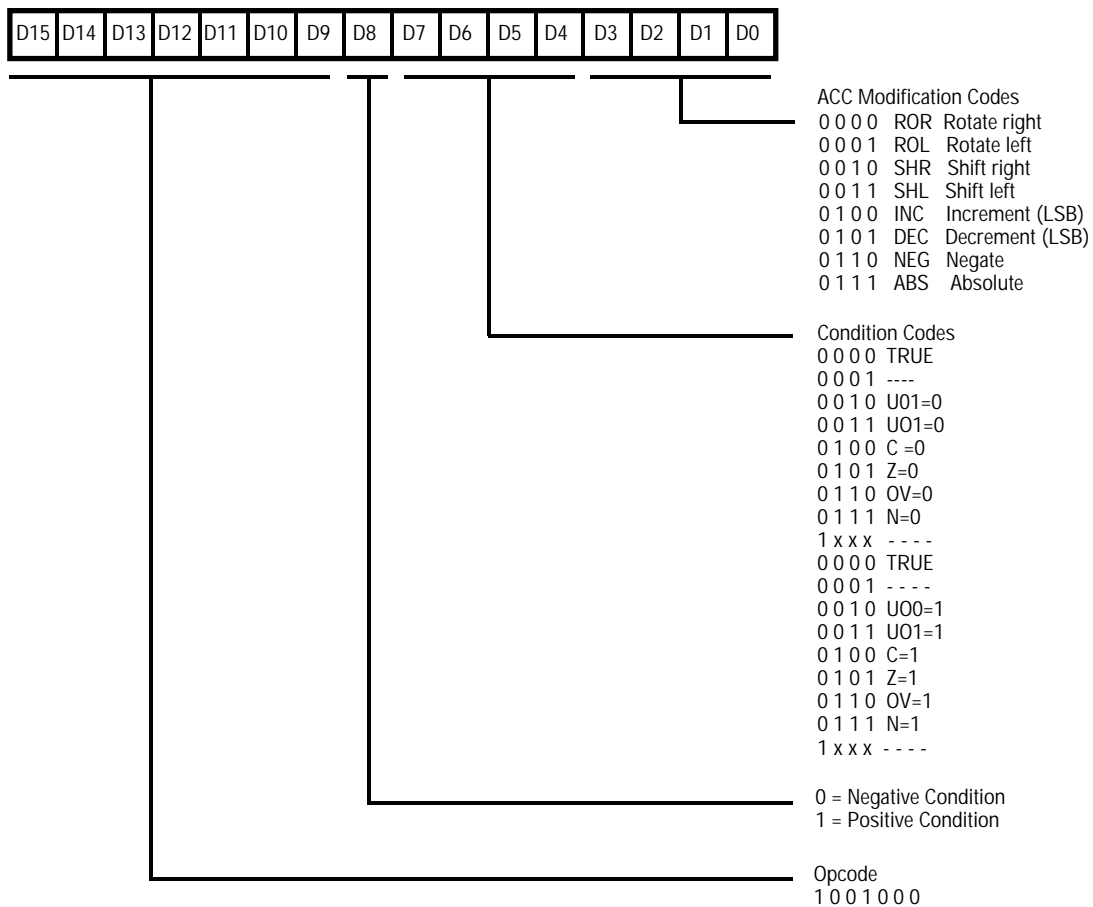 D15 D14 D13 D12 D11 D10 D9 D8 D7 D6 D5 D4 D3 D2 D1 D0
ACC Modification Codes
0 0 0 0 ROR Rotate right
0 0 0 1 ROL Rotate left
0 0 1 0 SHR Shift right
0 0 1 1 SHL Shift left
0 1 0 0 INC Increment (LSB)
0 1 0 1 DEC Decrement (LSB)
0 1 1 0 NEG Negate
0 1 1 1 ABS Absolute
Condition Codes
0 0 0 0 TRUE
0 0 0 1 ----
0 0 1 0 U01=0
0 0 1 1 UO1=0
0 1 0 0 C =0
0 1 0 1 Z=0
0 1 1 0 OV=0
0 1 1 1 N=0
1 x x x - - - -
0 0 0 0 TRUE
0 0 0 1 - - - -
0 0 1 0 UO0=1
0 0 1 1 UO1=1
0 1 0 0 C=1
0 1 0 1 Z=1
0 1 1 0 OV=1
0 1 1 1 N=1
1 x x x - - - -
0 = Negative Condition
1 = Positive Condition
Opcode
1 0 0 1 0 0 0